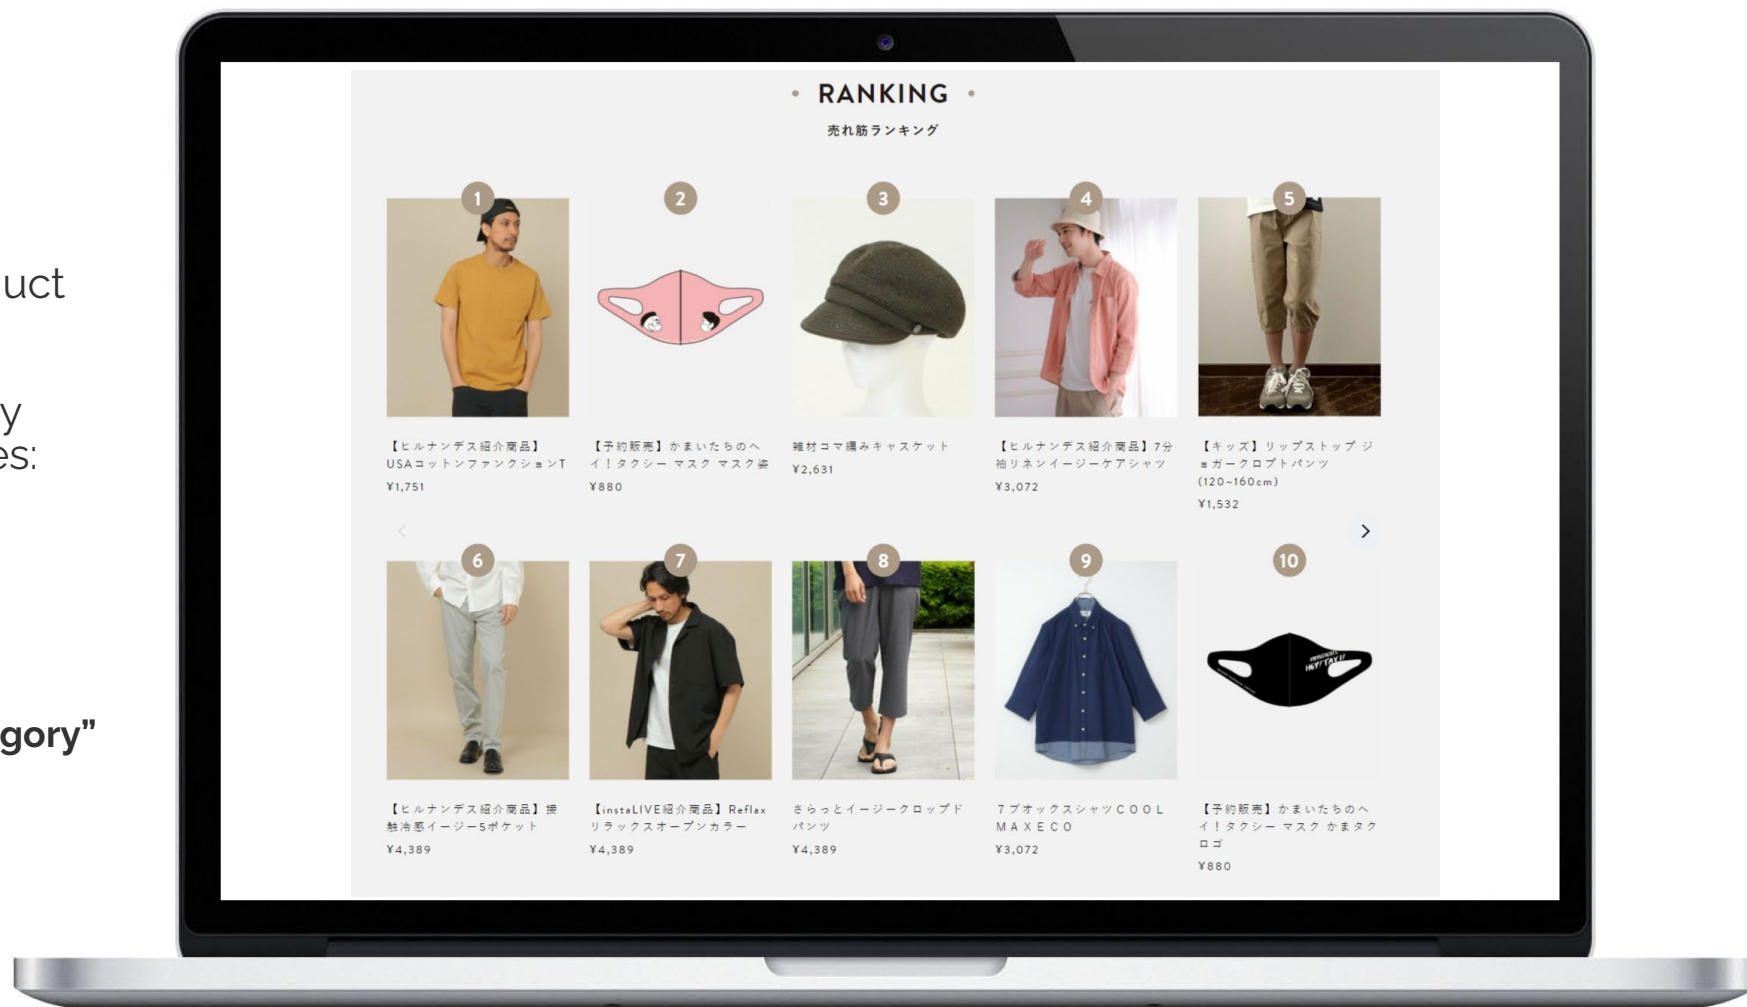 uct
y
es:
gory”
RANKING
売れ筋ランキング
1
2
3
4
5
【ヒルナンデス紹介商品】
USAコットンファンクションT
¥1,751
【予約販売】かまいたちのヘ
イ！タクシー マスク マスク姿
¥880
雑材コマ編みキャスケット
¥2,631
【ヒルナンデス紹介商品】7分
袖リネンイージーケアシャツ
¥3,072
【キッズ】リップストップ ジ
ョガークロプトパンツ
(120~160cm)
¥1,532
6
7
8
9
10
HEY! TAXI!
【ヒルナンデス紹介商品】接
触冷感イージー5ポケット
¥4,389
【instaLIVE紹介商品】Reflax
リラックスオープンカラー
¥4,389
さらっとイージークロップド
パンツ
¥4,389
７ブオックスシャツＣＯＯＬ
ＭＡＸＥＣＯ
¥3,072
【予約販売】かまいたちのヘ
イ！タクシー マスク かまタク
ロゴ
¥880